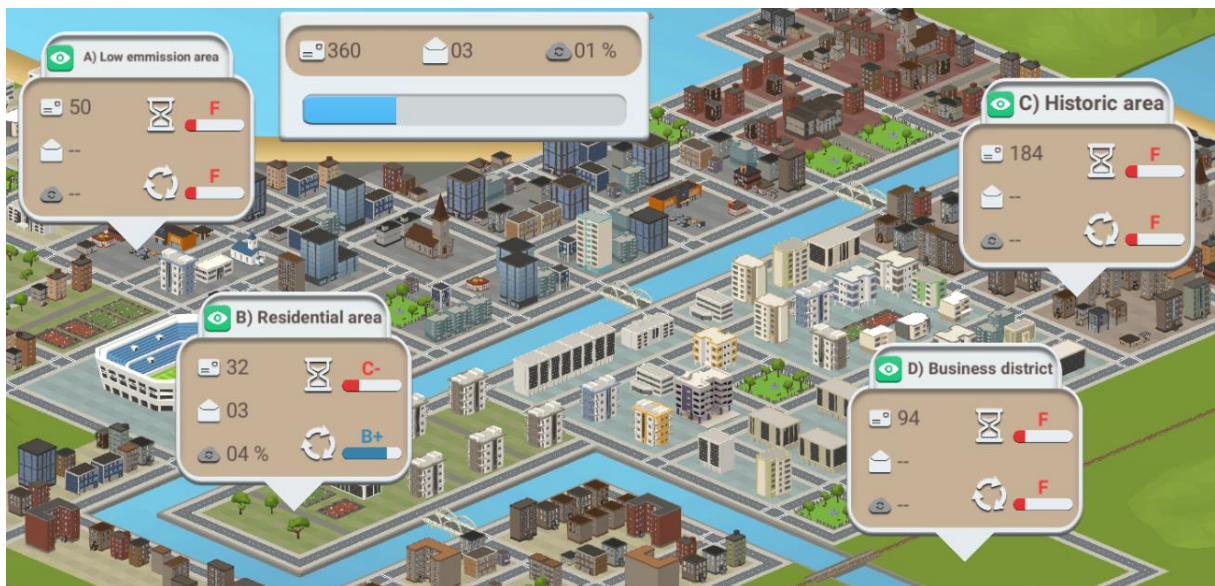 360 03 01 %
A) Low emmission area
50 F
--
-- F
C) Historic area
184 F
--
-- F
B) Residential area
32 C-
03
04 % B+
D) Business district
94 F
--
-- F